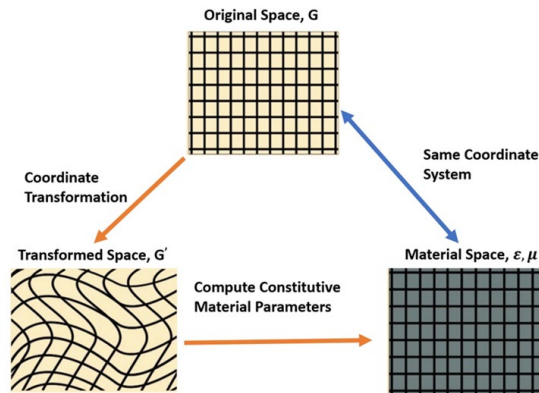 Original Space, G
Coordinate
Transformation
Same Coordinate
System
Transformed Space, G′
Compute Constitutive
Material Parameters
Material Space, ε, μ